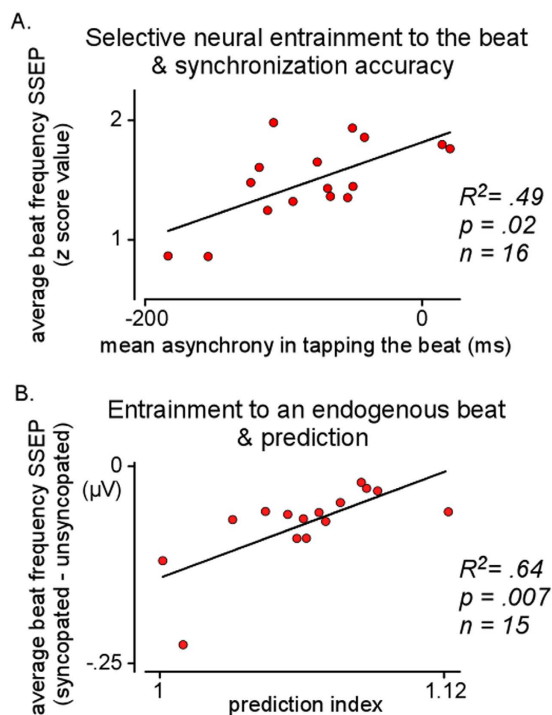 A.
Selective neural entrainment to the beat
& synchronization accuracy
average beat frequency SSEP
(z score value)
2
1
R²= .49
p = .02
n = 16
-200
0
mean asynchrony in tapping the beat (ms)
B.
Entrainment to an endogenous beat
& prediction
average beat frequency SSEP
(syncopated - unsyncopated)
(µV)
0
-.25
R²= .64
p = .007
n = 15
1
1.12
prediction index